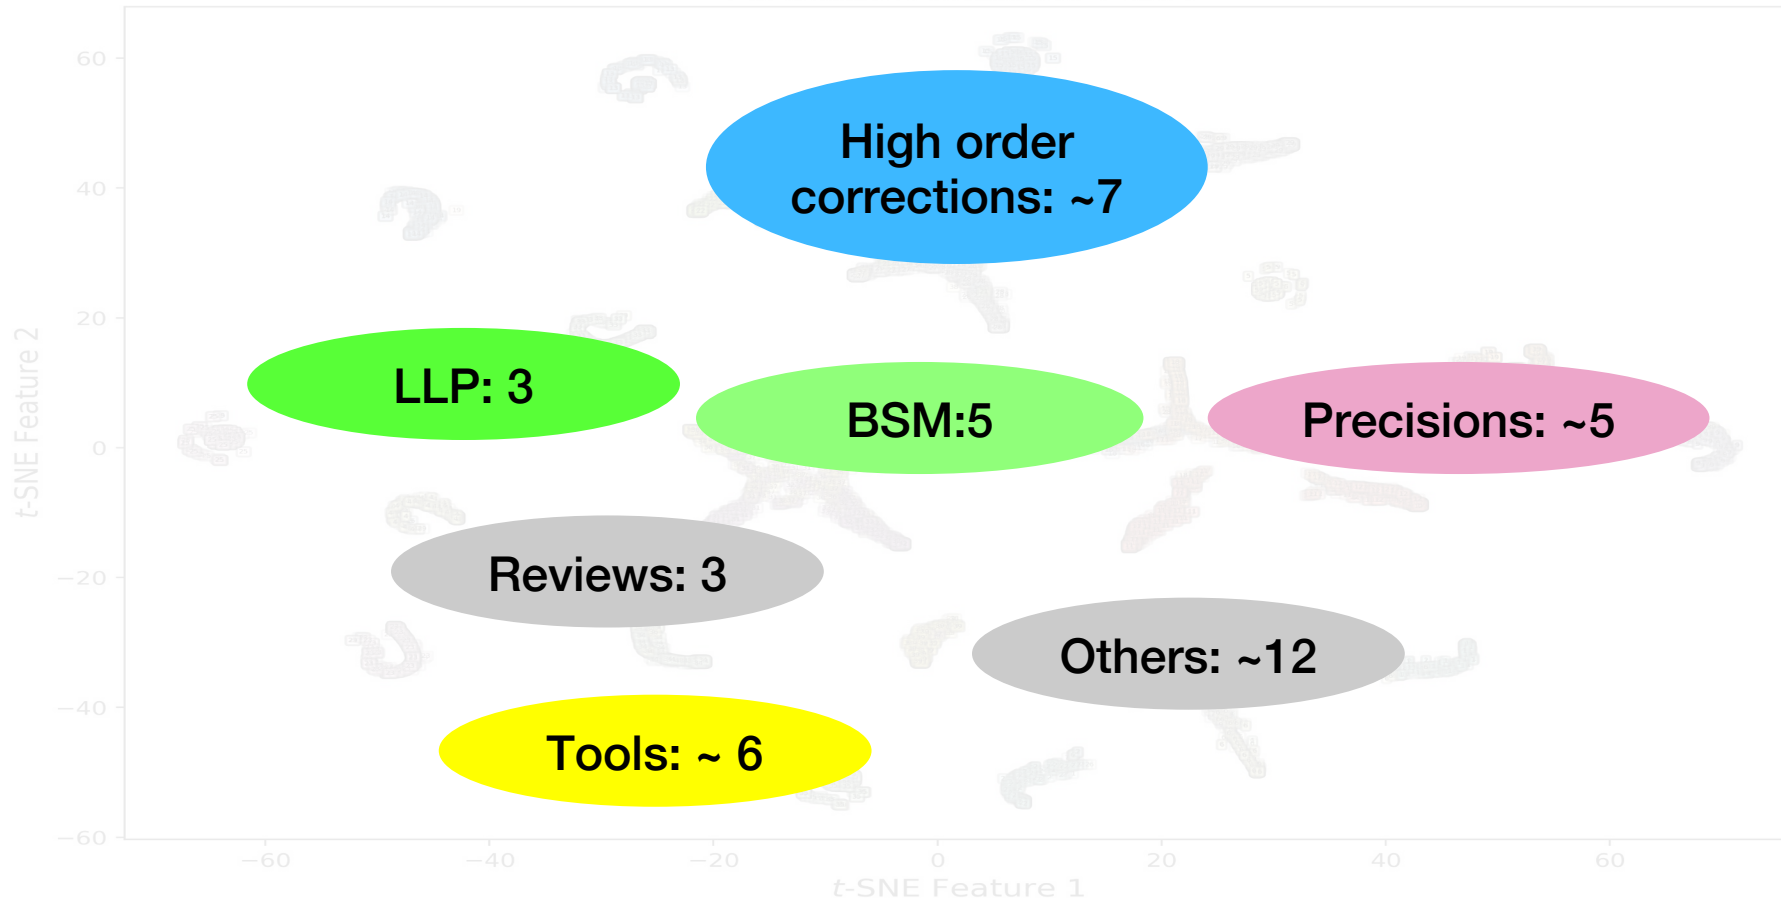 60
40
20
0
−20
−40
−60
t-SNE Feature 2
High order
corrections: ~7
LLP: 3
BSM:5
Precisions: ~5
Reviews: 3
Others: ~12
Tools: ~ 6
−60
−40
−20
0
20
40
60
t-SNE Feature 1